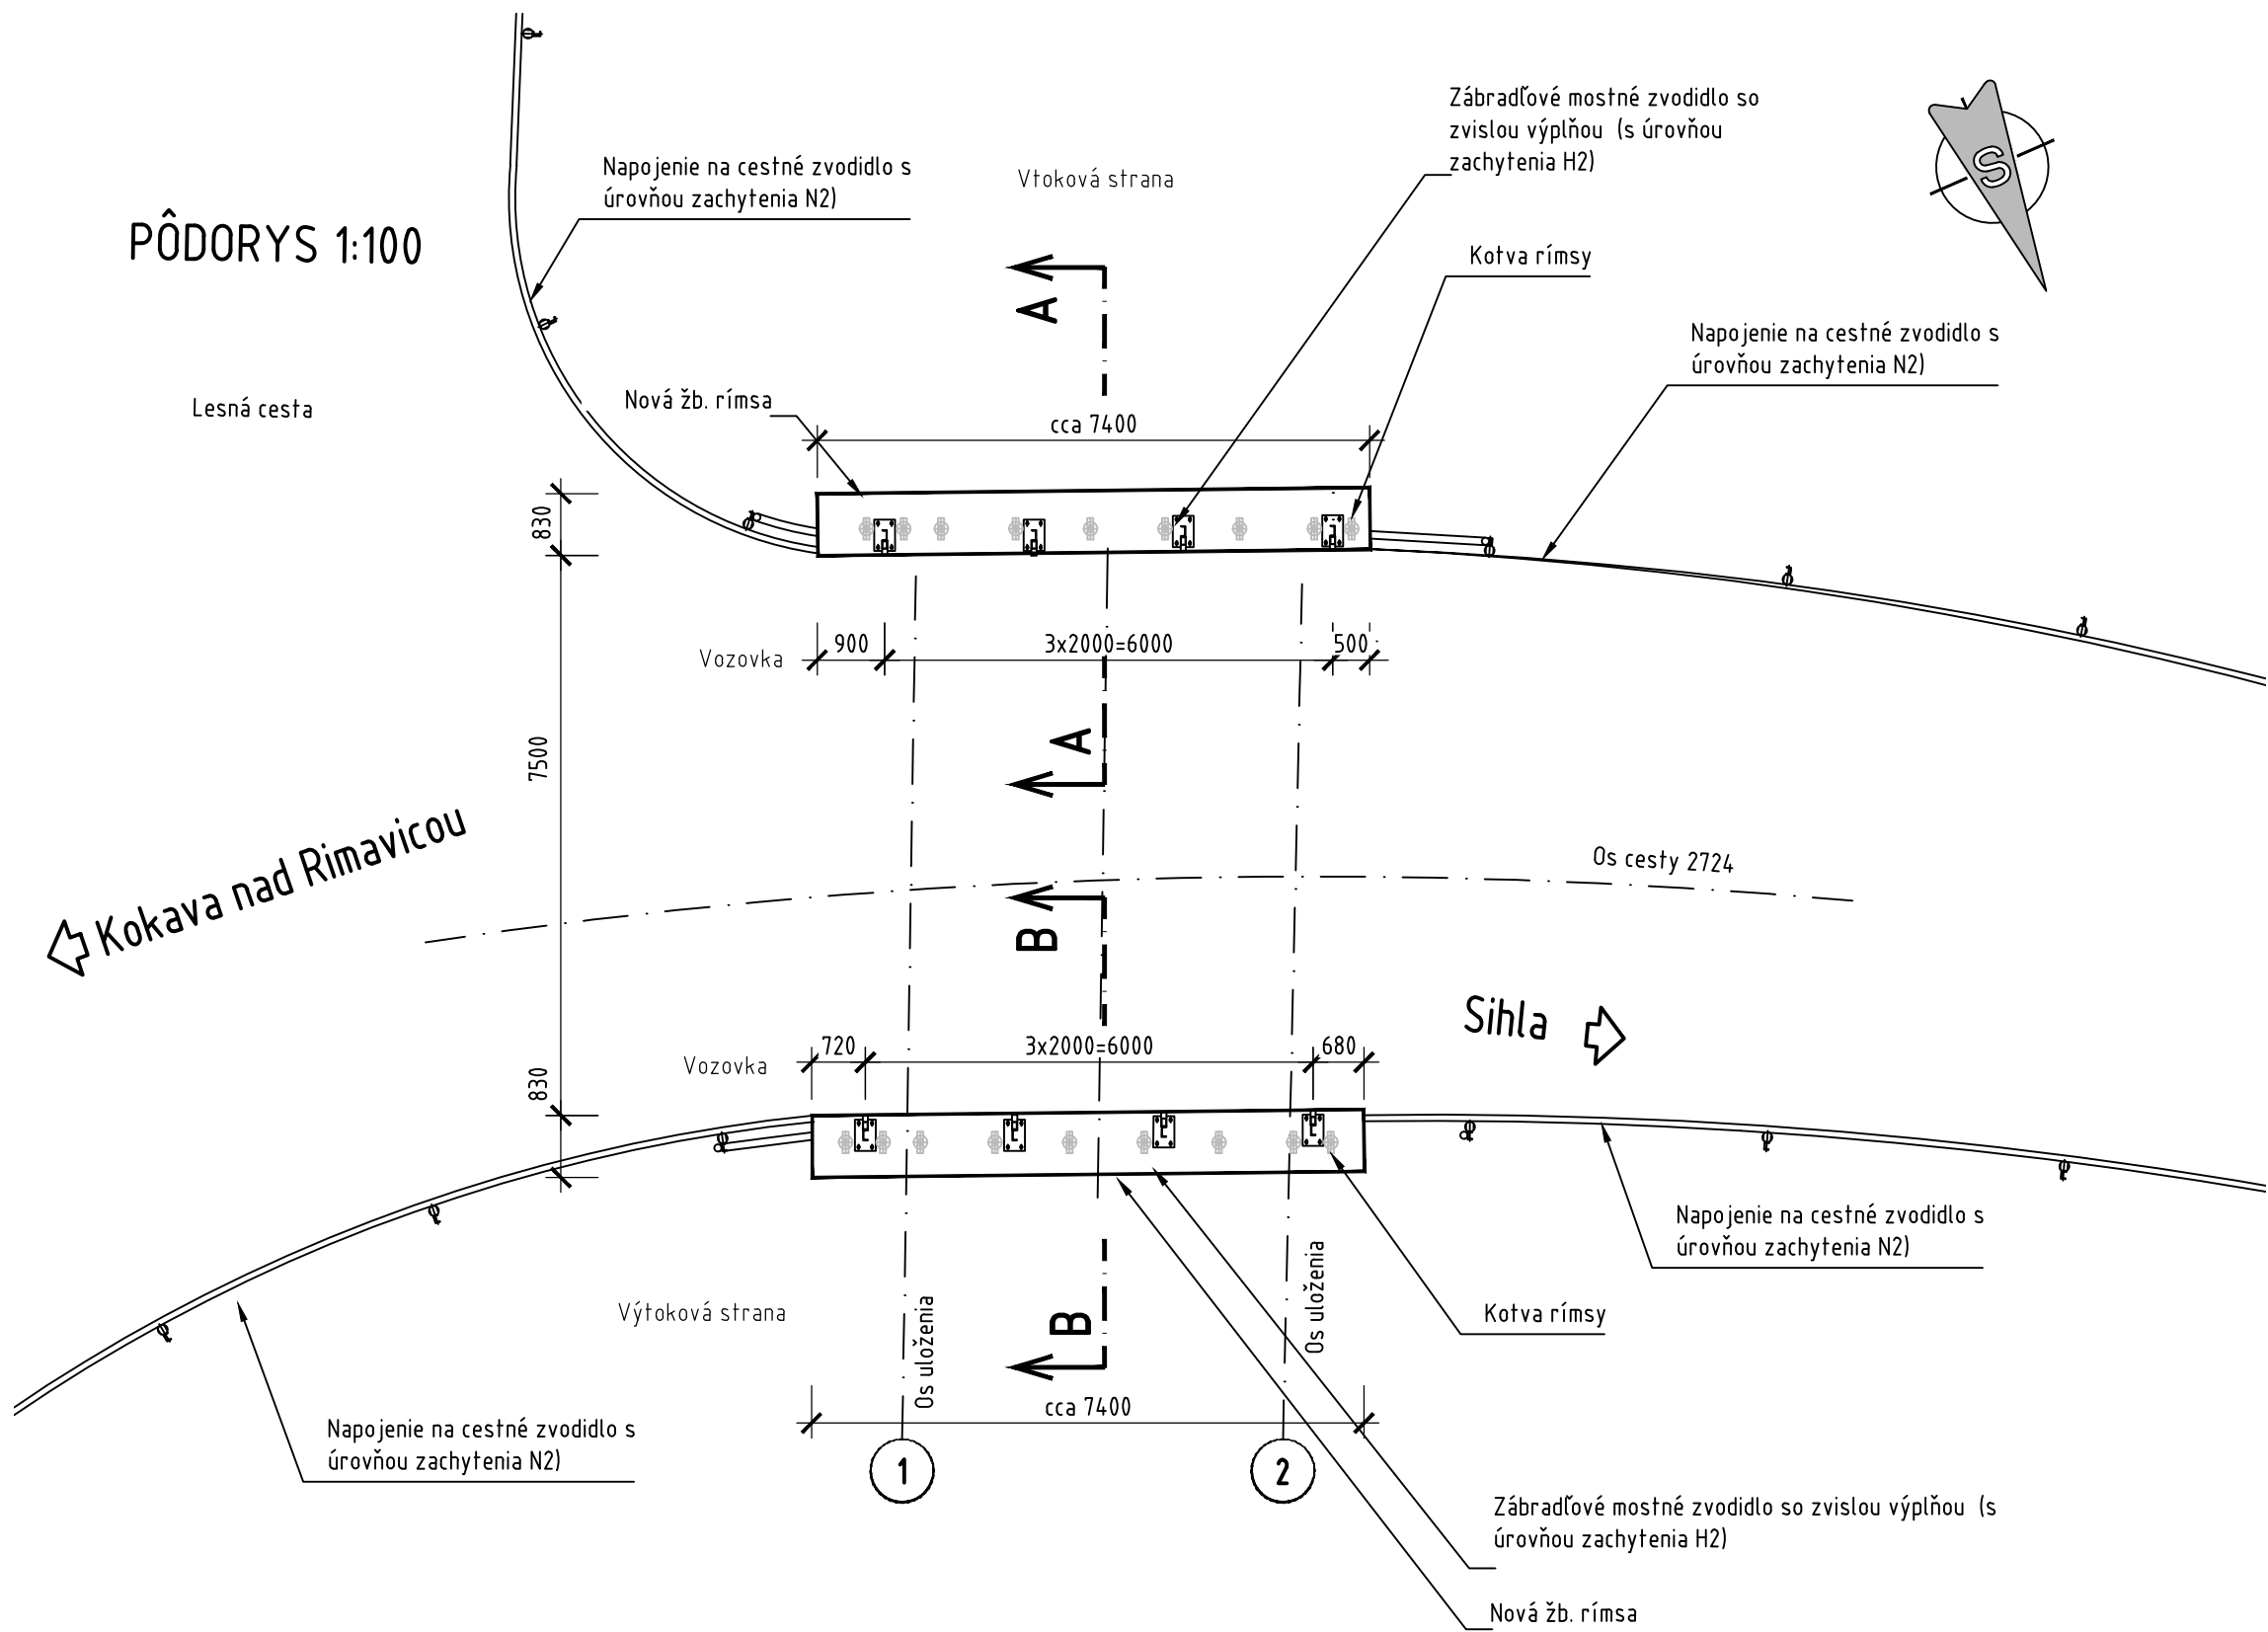 Zábradľové mostné zvodidlo so
zvislou výplňou (s úrovňou
zachytenia H2)
Napojenie na cestné zvodidlo s
úrovňou zachytenia N2)
Vtoková strana
S
PÔDORYS 1:100
Kotva rímsy
A
Napojenie na cestné zvodidlo s
úrovňou zachytenia N2)
Lesná cesta
Nová žb. rímsa
cca 7400
830
900
3x2000=6000
500
Vozovka
A
7500
Kokava nad Rimavicou
Os cesty 2724
B
Sihla
720
3x2000=6000
680
Vozovka
830
Napojenie na cestné zvodidlo s
úrovňou zachytenia N2)
Výtoková strana
Os uloženia
B
Os uloženia
Kotva rímsy
cca 7400
Napojenie na cestné zvodidlo s
úrovňou zachytenia N2)
1
2
Zábradľové mostné zvodidlo so zvislou výplňou (s
úrovňou zachytenia H2)
Nová žb. rímsa